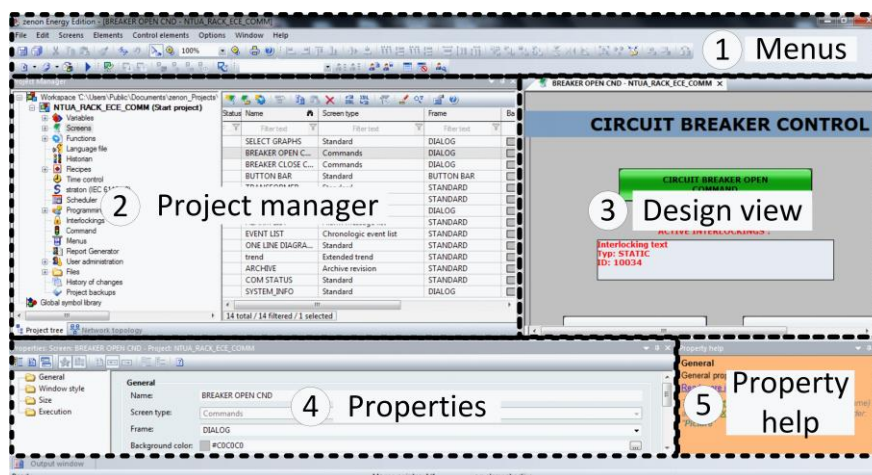 zenon Energy Edition - [BREAKER OPEN CND - NTUA_RACK_ECE_COMM]
File Edit Screens Elements Control elements Options Window Help
100%
1 Menus
Project Manager
Workspace 'C:\Users\Public\Documents\zenon_Projects\
NTUA_RACK_ECE_COMM (Start project)
Variables
Screens
Functions
Language file
Historian
Recipes
Time control
straton (IEC
Scheduler
Programming
Interlockings
Command
Menus
Report Generator
User administration
Files
History of changes
Project backups
Global symbol library
Project tree Network topology
2 Project manager
Status Name Screen type Frame Ba
Filter text Filter text Filter text
SELECT GRAPHS Standard DIALOG
BREAKER OPEN C... Commands DIALOG
BREAKER CLOSE C... Commands DIALOG
BUTTON BAR Standard BUTTON BAR
STANDARD
STANDARD
DIALOG
STANDARD
EVENT LIST Chronologic event list STANDARD
ONE LINE DIAGRA... Standard STANDARD
trend Extended trend STANDARD
ARCHIVE Archive revision STANDARD
COM STATUS Standard STANDARD
SYSTEM_INFO Standard DIALOG
14 total / 14 filtered / 1 selected
BREAKER OPEN CND - NTUA_RACK_ECE_COMM
CIRCUIT BREAKER CONTROL
CIRCUIT BREAKER OPEN
COMMAND
3 Design view
ACTIVE INTERLOCKINGS :
Interlocking text
Typ: STATIC
ID: 10034
Properties: Screen: BREAKER OPEN CND - Project: NTUA_RACK_ECE_COMM
General
Window style
Size
Execution
General
Name: BREAKER OPEN CND
Screen type: Commands
Frame: DIALOG
Background color: #C0C0C0
4 Properties
Property help
General
General
5 Property
help
Output window